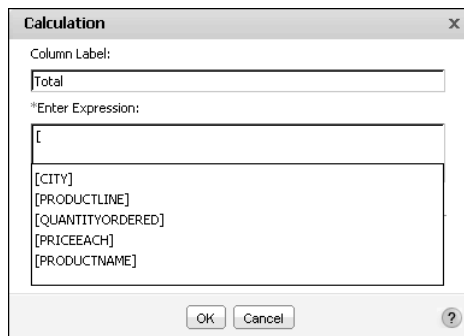 Calculation
x
Column Label:
Total
*Enter Expression:
[
[CITY]
[PRODUCTLINE]
[QUANTITYORDERED]
[PRICEEACH]
[PRODUCTNAME]
OK Cancel ?